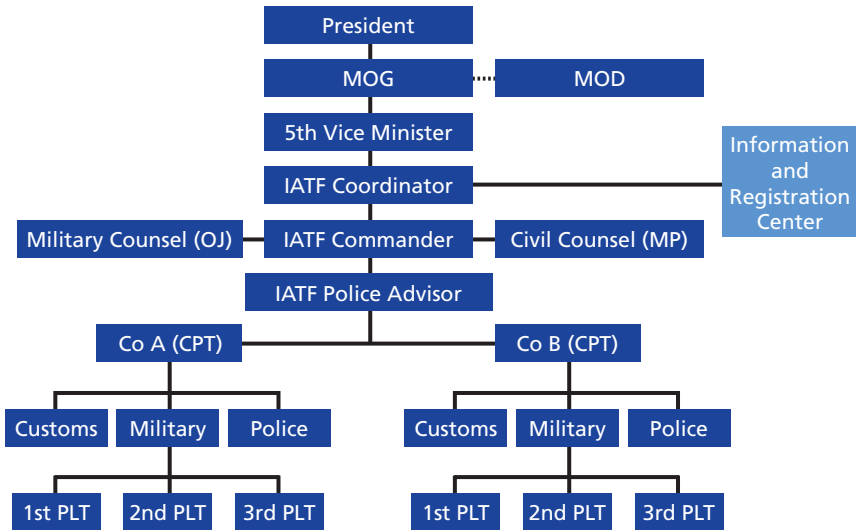 President
MOG
MOD
5th Vice Minister
Information
and
Registration
Center
IATF Coordinator
Military Counsel (OJ)
IATF Commander
Civil Counsel (MP)
IATF Police Advisor
Co A (CPT)
Co B (CPT)
Customs
Military
Police
Customs
Military
Police
1st PLT
2nd PLT
3rd PLT
1st PLT
2nd PLT
3rd PLT